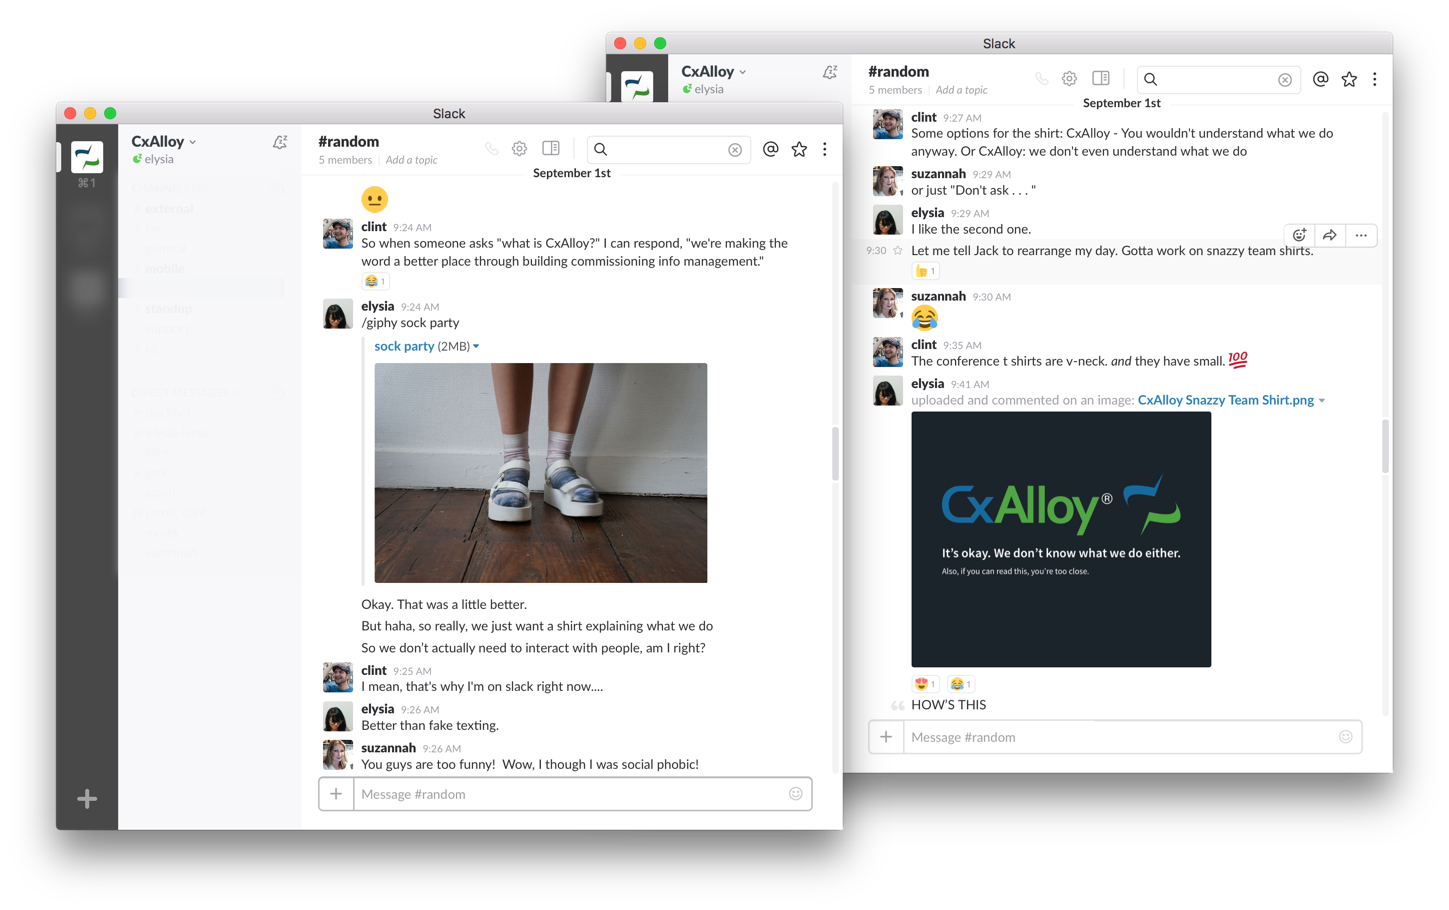 Slack
CxAlloy
elysia
⌘1
external
mobile
standup
#random
5 members
Add a topic
September 1st
clint 9:24 AM
So when someone asks "what is CxAlloy?" I can respond, "we're making the
word a better place through building commissioning info management."
1
elysia 9:24 AM
/giphy sock party
sock party (2MB)
Okay. That was a little better.
But haha, so really, we just want a shirt explaining what we do
So we don't actually need to interact with people, am I right?
clint 9:25 AM
I mean, that's why I'm on slack right now....
elysia 9:26 AM
Better than fake texting.
suzannah 9:26 AM
You guys are too funny! Wow, I though I was social phobic!
Message #random
Slack
CxAlloy
elysia
#random
5 members
Add a topic
September 1st
clint 9:27 AM
Some options for the shirt: CxAlloy - You wouldn't understand what we do
anyway. Or CxAlloy: we don't even understand what we do
suzannah 9:29 AM
or just "Don't ask . . . "
elysia 9:29 AM
I like the second one.
9:30 Let me tell Jack to rearrange my day. Gotta work on snazzy team shirts.
1
suzannah 9:30 AM
clint 9:35 AM
The conference t shirts are v-neck. and they have small. 100
elysia 9:41 AM
uploaded and commented on an image: CxAlloy Snazzy Team Shirt.png
CxAlloy®
It's okay. We don't know what we do either.
Also, if you can read this, you're too close.
1 1
HOW'S THIS
Message #random